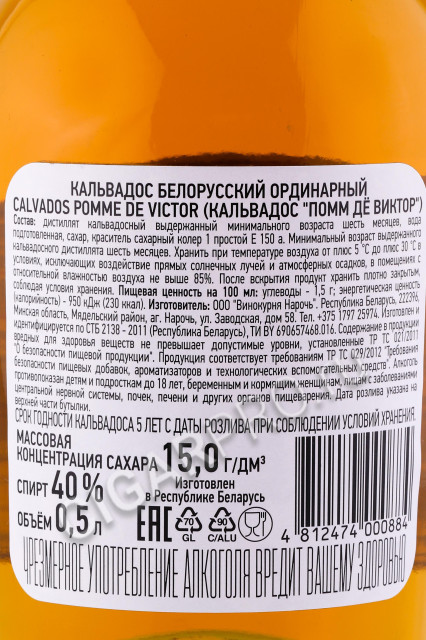 КАЛЬВАДОС БЕЛОРУССКИЙ ОРДИНАРНЫЙ
CALVADOS POMME DE VICTOR (КАЛЬВАДОС "ПОММ ДЁ ВИКТОР")
Состав: дистиллят кальвадосный выдержанный минимального возраста шесть месяцев, вода
подготовленная, сахар, краситель сахарный колер 1 простой Е 150 а. Минимальный возраст выдержанного
кальвадосного дистиллята шесть месяцев. Хранить при температуре воздуха от плюс 5 °С до плюс 30 °С в
условиях, исключающих воздействие прямых солнечных лучей и атмосферных осадков, в помещениях с
относительной влажностью воздуха не выше 85%. После вскрытия продукт хранить плотно закрытым,
соблюдая условия хранения. Пищевая ценность на 100 мл: углеводы - 1,5 г; энергетическая ценность
(калорийность) - 950 кДж (230 ккал). Изготовитель: ООО "Винокурня Нарочь", Республика Беларусь, 222396,
Минская область, Мядельский район, аг. Нарочь, ул. Заводская, дом 58. Тел. +375 1797 25974. Изготовлен и
идентифицируется по СТБ 2138 - 2011 (Республика Беларусь), ТИ BY 690657468.016. Содержание в продукции
вредных для здоровья веществ не превышает допустимые уровни, установленные ТР ТС 021/2011
"О безопасности пищевой продукции". Продукция соответствует требованиям ТР ТС 029/2012 "Требования
безопасности пищевых добавок, ароматизаторов и технологических вспомогательных средств". Алкоголь
противопоказан детям и подросткам до 18 лет, беременным и кормящим женщинам, лицам с заболеваниями
центральной нервной системы, почек, печени и других органов пищеварения. Дата розлива указана на
верхней части бутылки.
СРОК ГОДНОСТИ КАЛЬВАДОСА 5 ЛЕТ С ДАТЫ РОЗЛИВА ПРИ СОБЛЮДЕНИИ УСЛОВИЙ ХРАНЕНИЯ.
МАССОВАЯ
КОНЦЕНТРАЦИЯ САХАРА 15,0 Г/ДМ³
СПИРТ 40% Изготовлен
в Республике Беларусь
ОБЪЁМ 0,5 Л
EAC 70 GL 90 C/ALU
4 812474 000884
ЧРЕЗМЕРНОЕ УПОТРЕБЛЕНИЕ АЛКОГОЛЯ ВРЕДИТ ВАШЕМУ ЗДОРОВЬЮ
CIGARPRO.RU